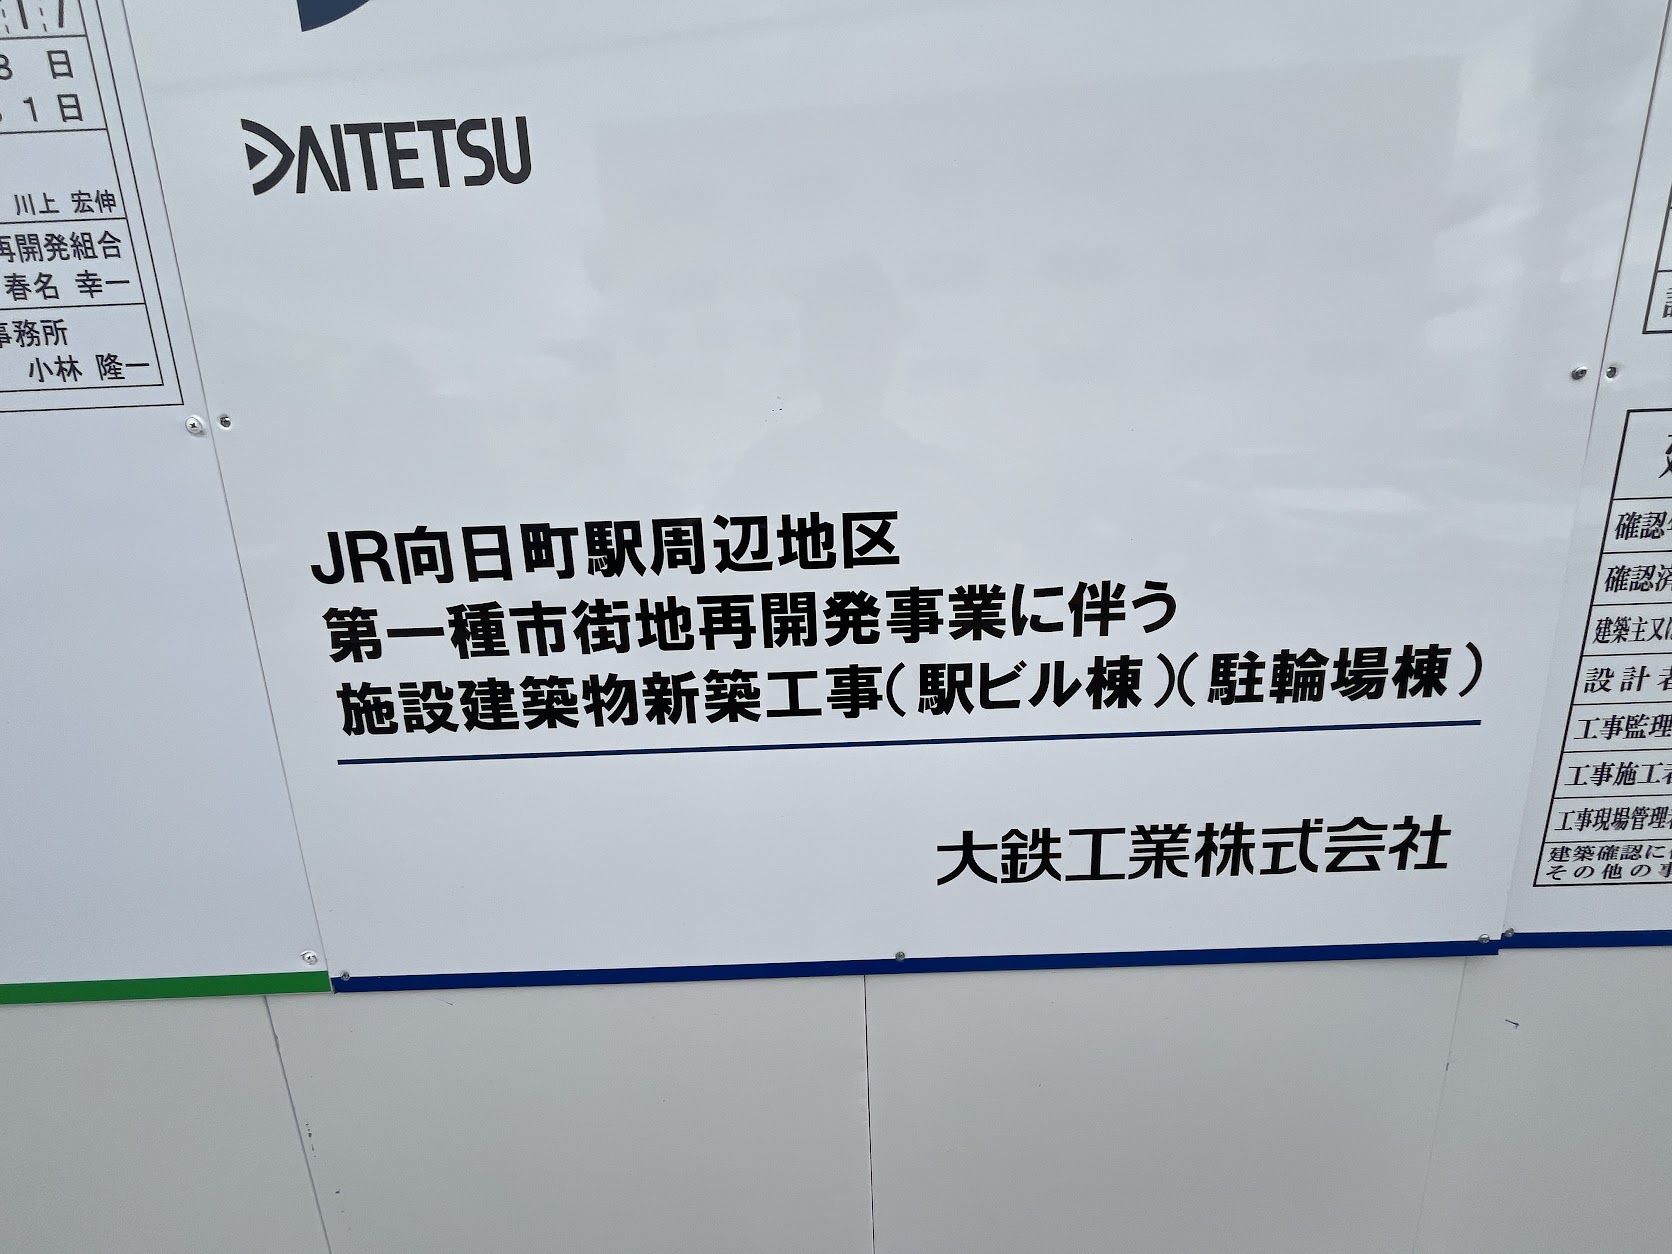 日
1日
川上 宏伸
再開発組合
春名 幸一
事務所
小林 隆一
DAITETSU
JR向日町駅周辺地区
第一種市街地再開発事業に伴う
施設建築物新築工事(駅ビル棟)(駐輪場棟)
大鉄工業株式会社
確認
確認済
建築主又は
設計者
工事監理
工事施工者
工事現場管理者
建築確認に
その他の事